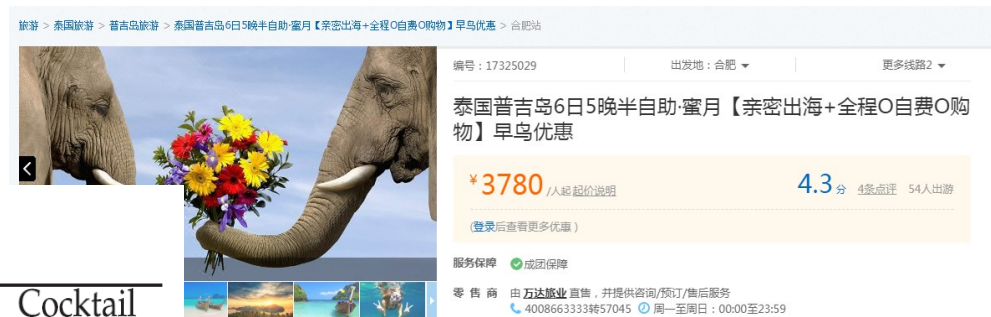 旅游 > 泰国旅游 > 普吉岛旅游 > 泰国普吉岛6日5晚半自助·蜜月【亲密出海+全程0自费0购物】早鸟优惠 > 合肥站
编号：17325029
出发地：合肥
更多线路2
泰国普吉岛6日5晚半自助·蜜月【亲密出海+全程0自费0购
物】早鸟优惠
¥3780/人起 起价说明
4.3分 4条点评 54人出游
(登录后查看更多优惠)
服务保障 成团保障
零售商 由 万达旅业 直售，并提供咨询/预订/售后服务
4008663333转57045 周一至周日：00:00至23:59
Cocktail